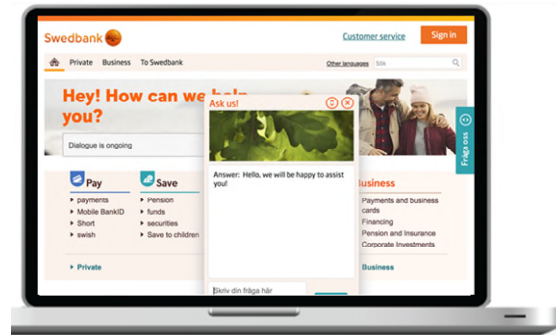 Swedbank
Customer service
Sign in
Private Business To Swedbank
Other languages
Sök
Hey! How can we help
you?
Dialogue is ongoing
Ask us!
Answer: Hello, we will be happy to assist
you!
Skriv din fråga här
Fråga oss
Pay
payments
Mobile BankID
Short
swish
Private
Save
Pension
funds
securities
Save to children
Business
Payments and business
cards
Financing
Pension and Insurance
Corporate Investments
Business